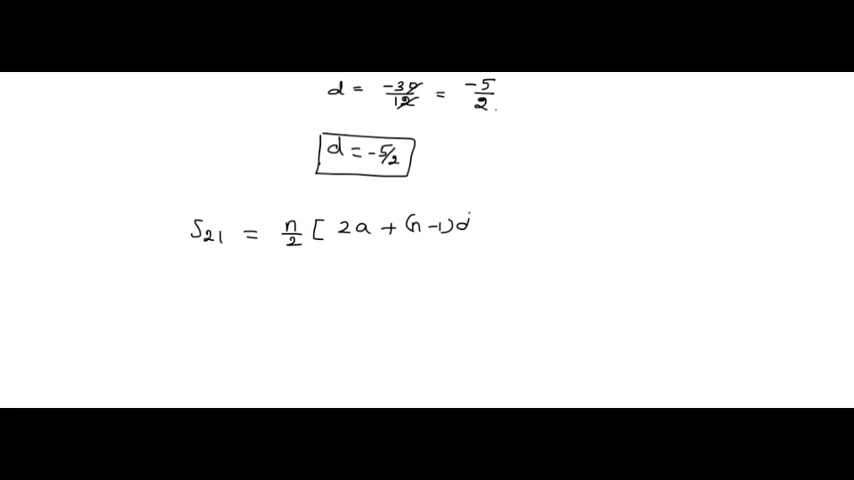 d = -30/12 = -5/2.
d = -5/2
S21 = n/2 [ 2a + (n-1)d